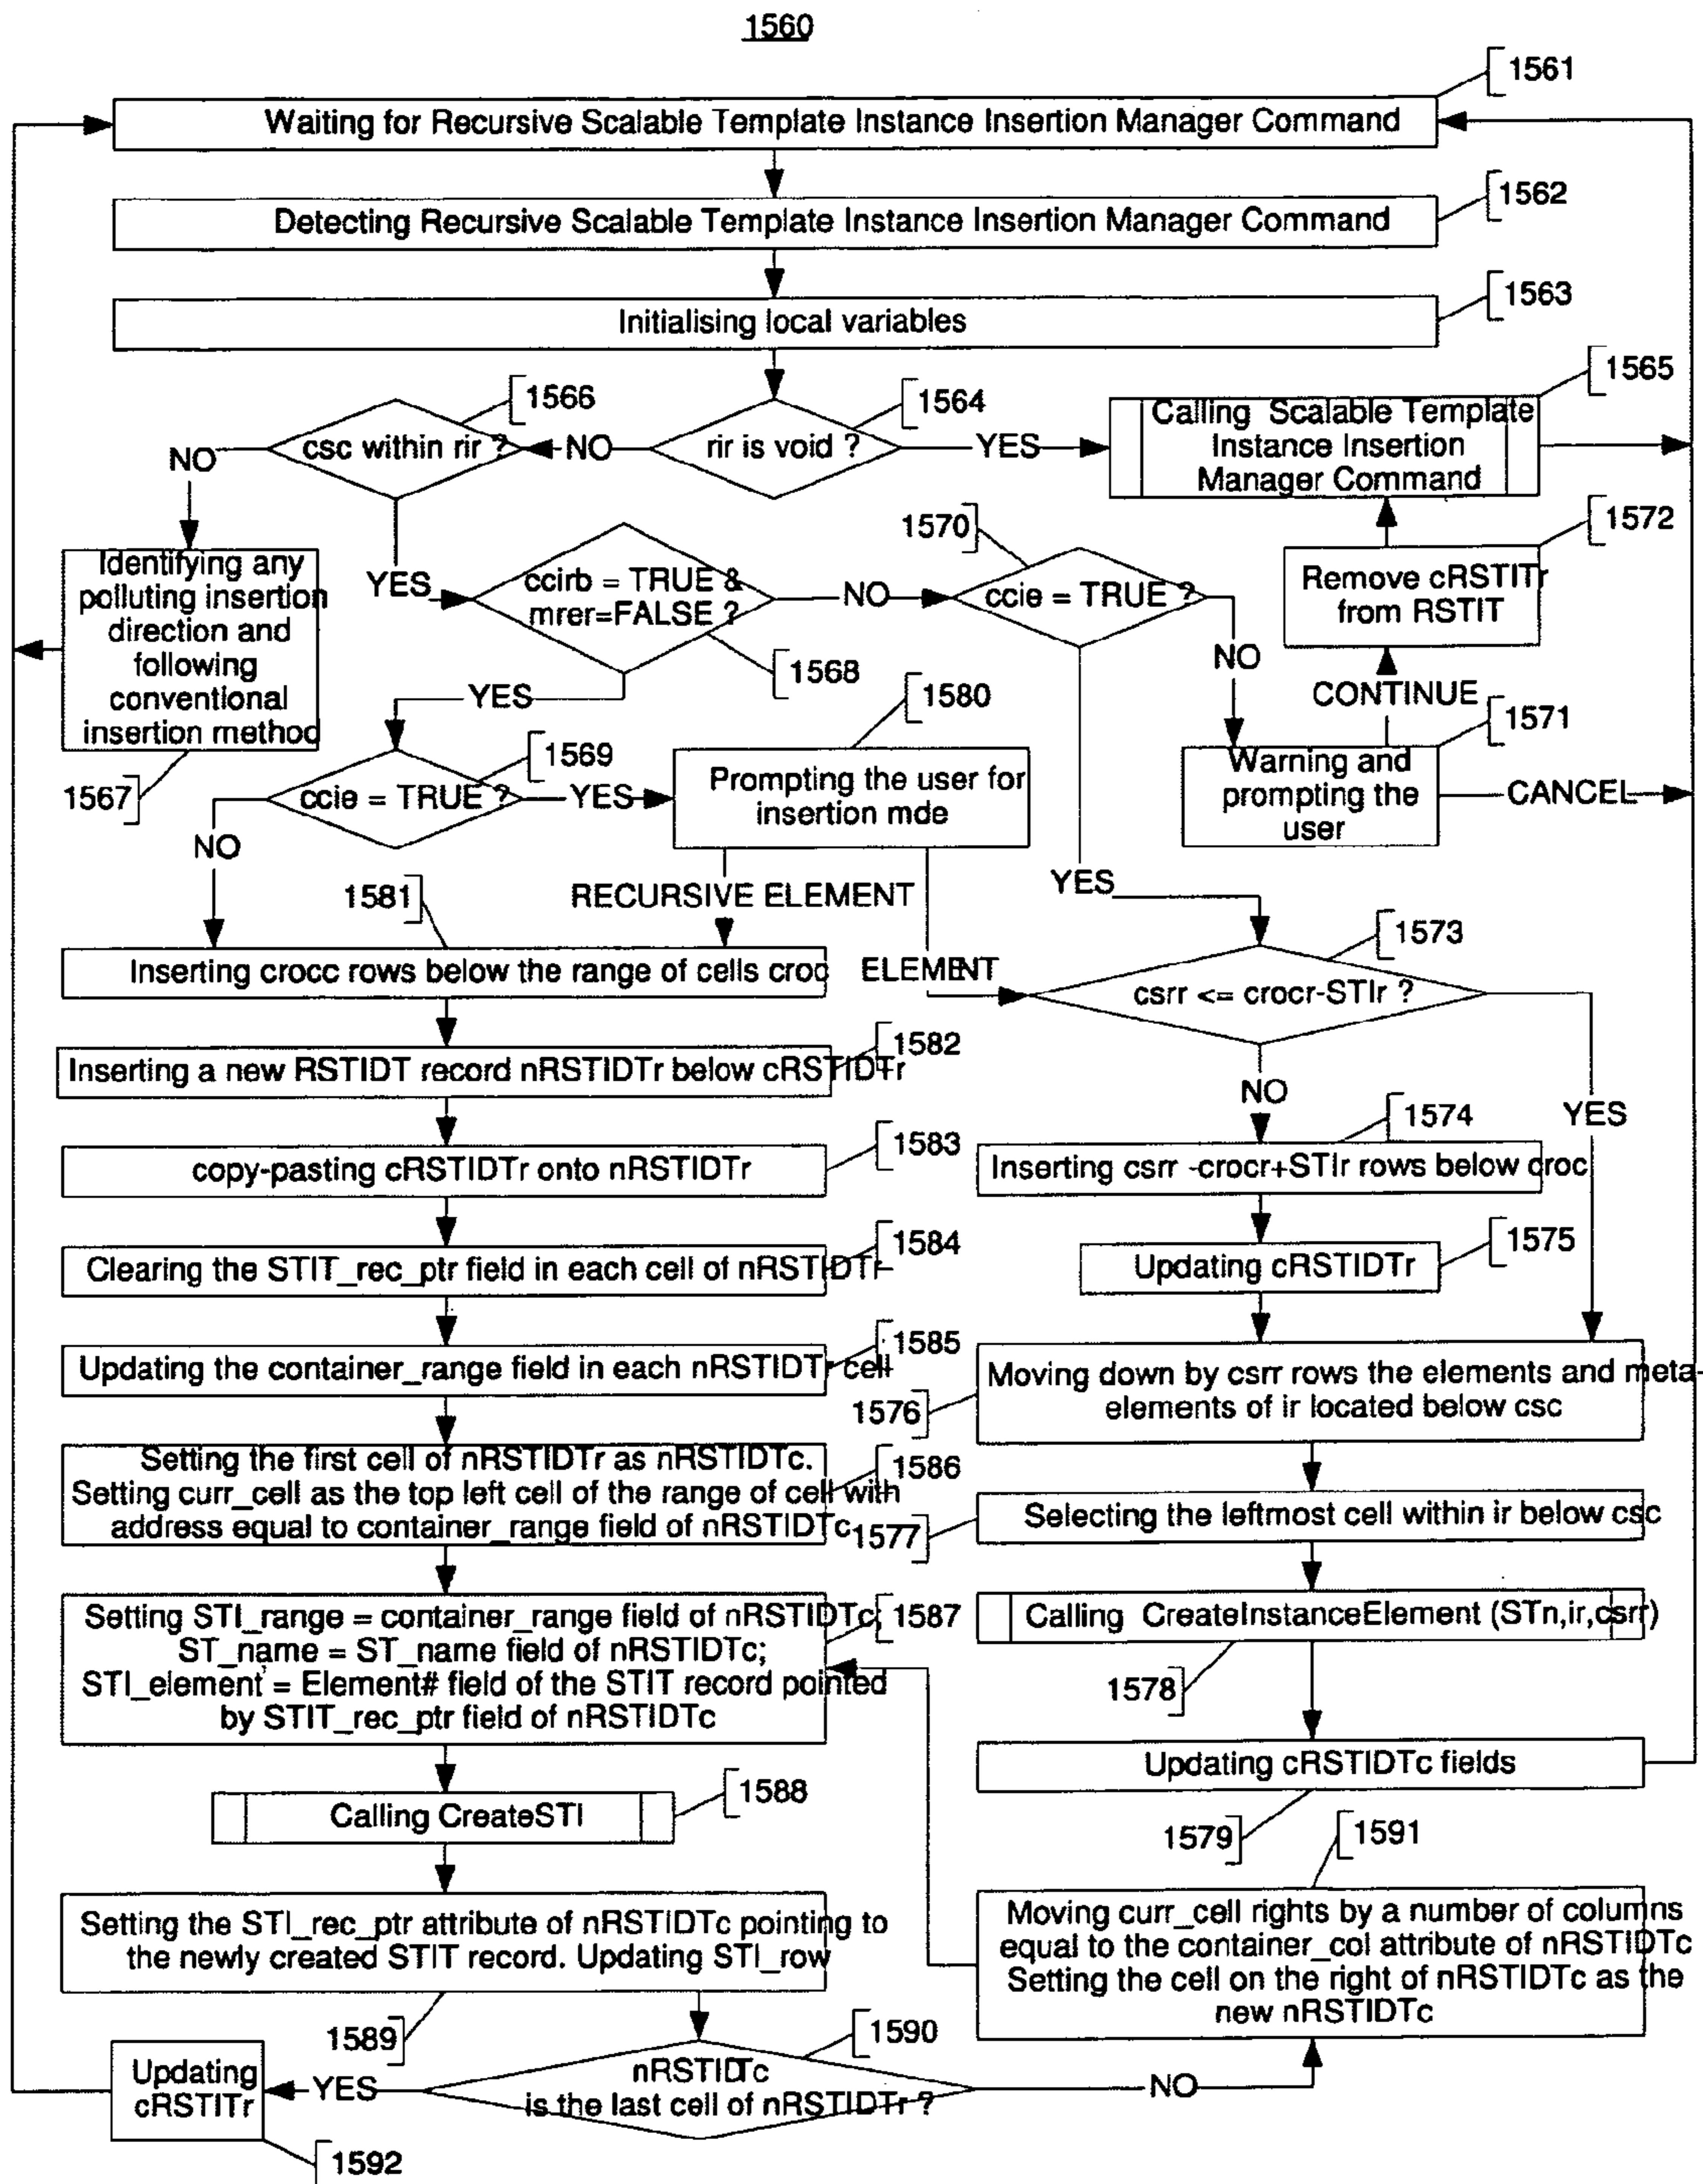 1560
1561
Waiting for Recursive Scalable Template Instance Insertion Manager Command
1562
Detecting Recursive Scalable Template Instance Insertion Manager Command
1563
Initialising local variables
1566
1564
1565
csc within rir ?
NO
rir is void ?
YES
Calling Scalable Template
Instance Insertion
Manager Command
NO
1570
1572
Identifying any
polluting insertion
direction and
following
conventional
insertion method
1567
YES
ccirb = TRUE &
mrer=FALSE ?
1568
NO
ccie = TRUE ?
Remove cRSTITr
from RSTIT
NO
CONTINUE
1571
YES
1580
1569
ccie = TRUE ?
YES
Prompting the user for
insertion mde
Warning and
prompting the
user
CANCEL
NO
1581
RECURSIVE ELEMENT
YES
1573
Inserting crocc rows below the range of cells croc
ELEMENT
csrr <= crocr-STIr ?
1582
Inserting a new RSTIDT record nRSTIDTr below cRSTIDTr
NO
YES
1583
1574
copy-pasting cRSTIDTr onto nRSTIDTr
Inserting csrr -crocr+STIr rows below croc
1584
1575
Clearing the STIT_rec_ptr field in each cell of nRSTIDTr
Updating cRSTIDTr
1585
Updating the container_range field in each nRSTIDTr cell
Moving down by csrr rows the elements and meta-
elements of ir located below csc
1576
Setting the first cell of nRSTIDTr as nRSTIDTc.
Setting curr_cell as the top left cell of the range of cell with
address equal to container_range field of nRSTIDTc
1586
1577
Selecting the leftmost cell within ir below csc
Setting STI_range = container_range field of nRSTIDTc;
ST_name = ST_name field of nRSTIDTc;
STI_element = Element# field of the STIT record pointed
by STIT_rec_ptr field of nRSTIDTc
1587
Calling CreateInstanceElement (STn,ir,csrr)
1578
Updating cRSTIDTc fields
1579
1588
Calling CreateSTI
1591
Setting the STI_rec_ptr attribute of nRSTIDTc pointing to
the newly created STIT record. Updating STI_row
1589
Moving curr_cell rights by a number of columns
equal to the container_col attribute of nRSTIDTc
Setting the cell on the right of nRSTIDTc as the
new nRSTIDTc
1590
Updating
cRSTITr
YES
nRSTIDTc
is the last cell of nRSTIDTr ?
NO
1592